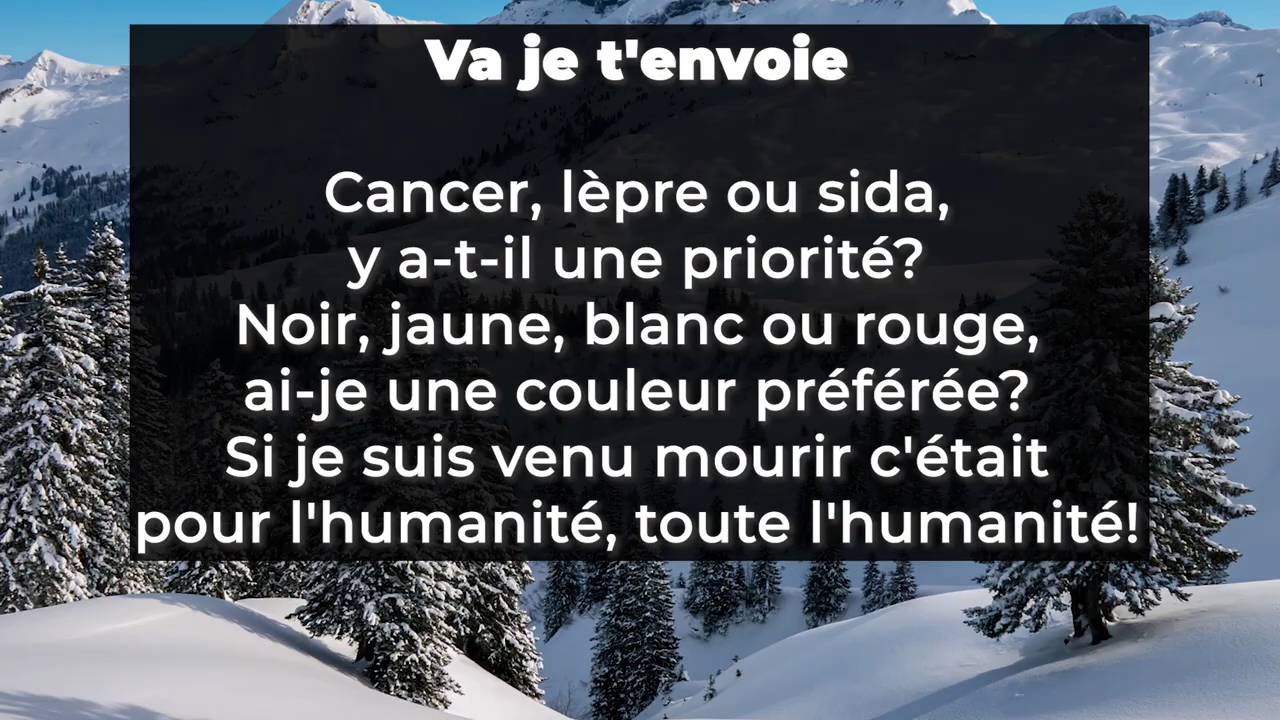 Va je t'envoie
Cancer, lèpre ou sida,
y a-t-il une priorité?
Noir, jaune, blanc ou rouge,
ai-je une couleur préférée?
Si je suis venu mourir c'était
pour l'humanité, toute l'humanité!